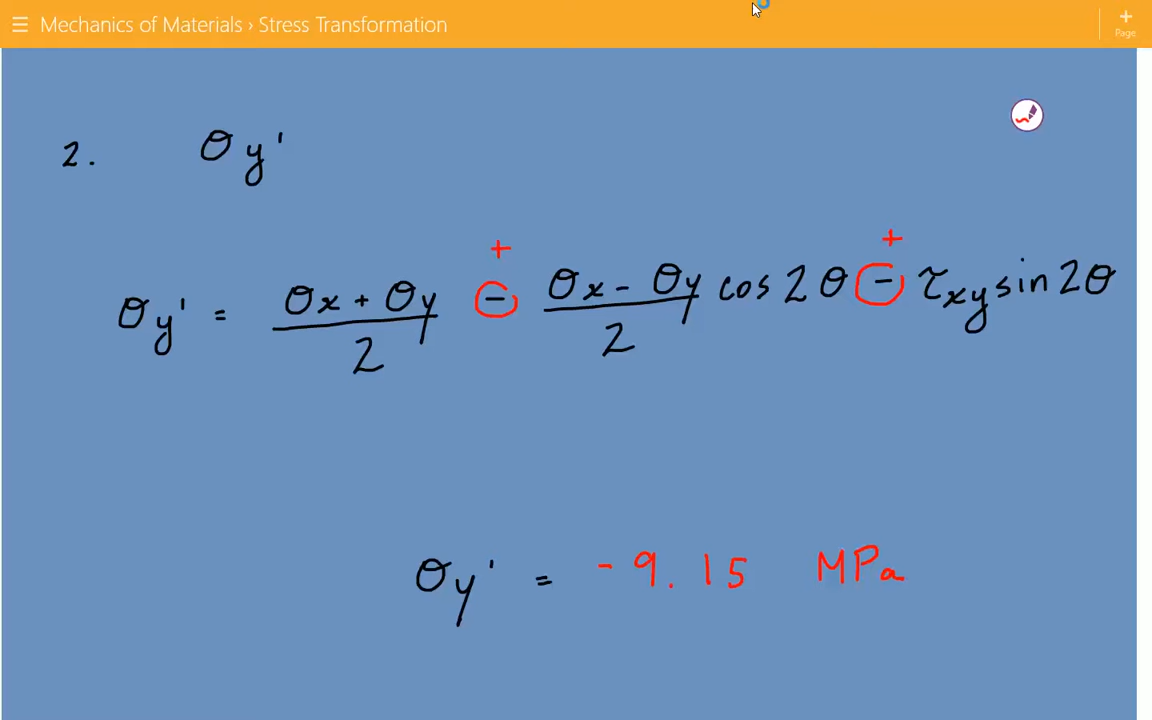 Mechanics of Materials › Stress Transformation
Page
2. σy'
+ +
σy' = (σx + σy)/2 - (σx - σy)/2 cos 2θ - τxy sin 2θ
σy' = -9.15 MPa